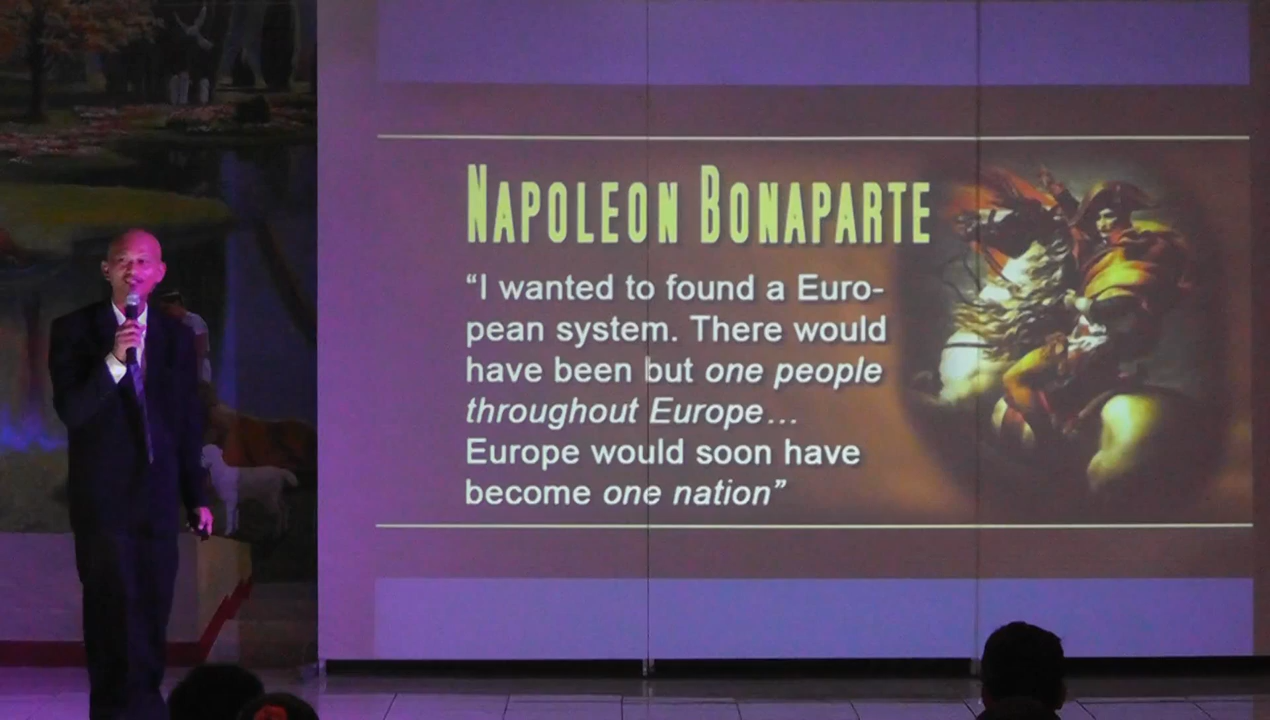 NAPOLEON BONAPARTE
“I wanted to found a Euro-
pean system. There would
have been but one people
throughout Europe...
Europe would soon have
become one nation”